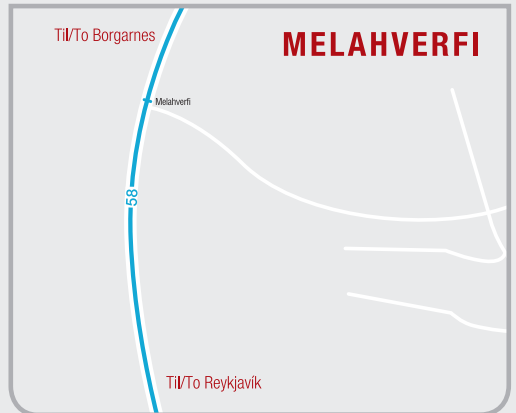 Til/To Borgarnes
MELAHVERFI
Melahverfi
58
Til/To Reykjavík